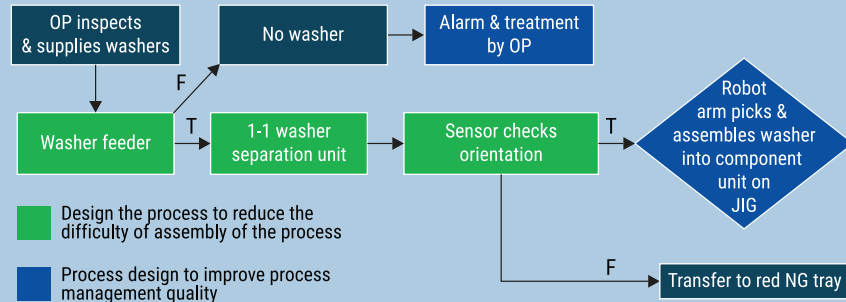 OP inspects
& supplies washers
No washer
Alarm & treatment
by OP
F
Washer feeder
T
1-1 washer
separation unit
Sensor checks
orientation
T
Robot
arm picks &
assembles washer
into component
unit on
JIG
Design the process to reduce the
difficulty of assembly of the process
F
Transfer to red NG tray
Process design to improve process
management quality